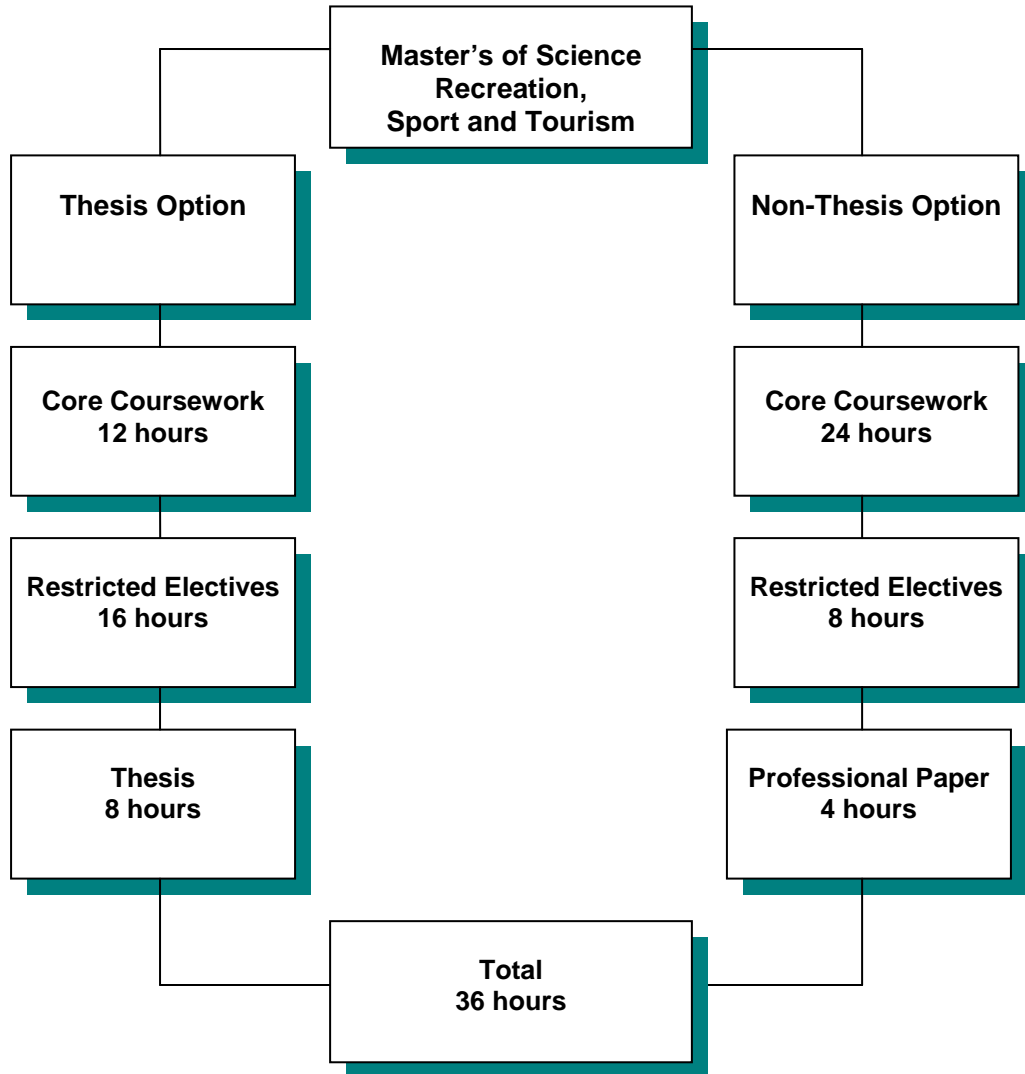 Master’s of Science
Recreation,
Sport and Tourism
Thesis Option
Non-Thesis Option
Core Coursework
12 hours
Core Coursework
24 hours
Restricted Electives
16 hours
Restricted Electives
8 hours
Thesis
8 hours
Professional Paper
4 hours
Total
36 hours